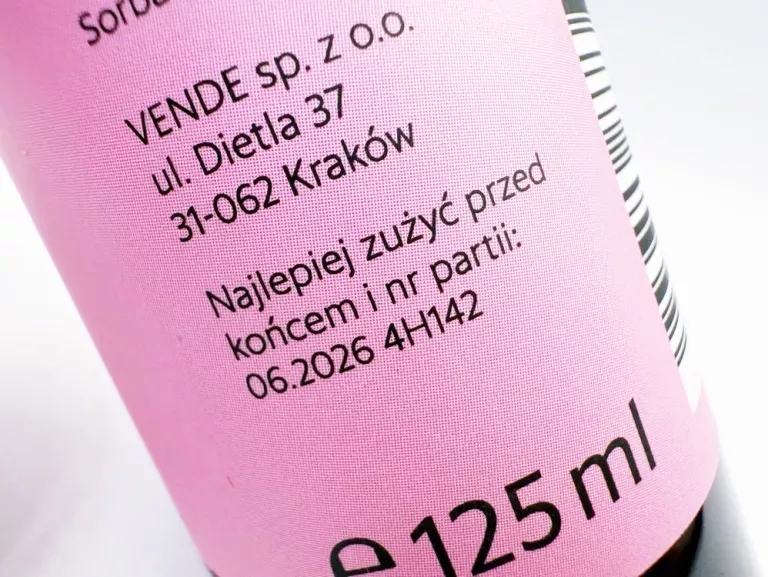 VENDE sp. z o.o.
ul. Dietla 37
31-062 Kraków
Najlepiej zużyć przed
końcem i nr partii:
06.2026 4H142
℮ 125 ml